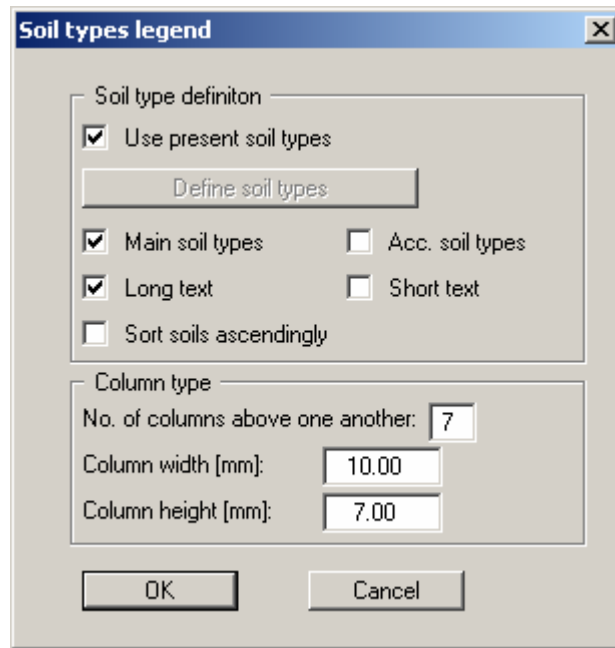 Soil types legend
Soil type definiton
Use present soil types
Define soil types
Main soil types Acc. soil types
Long text Short text
Sort soils ascendingly
Column type
No. of columns above one another: 7
Column width [mm]: 10.00
Column height [mm]: 7.00
OK Cancel